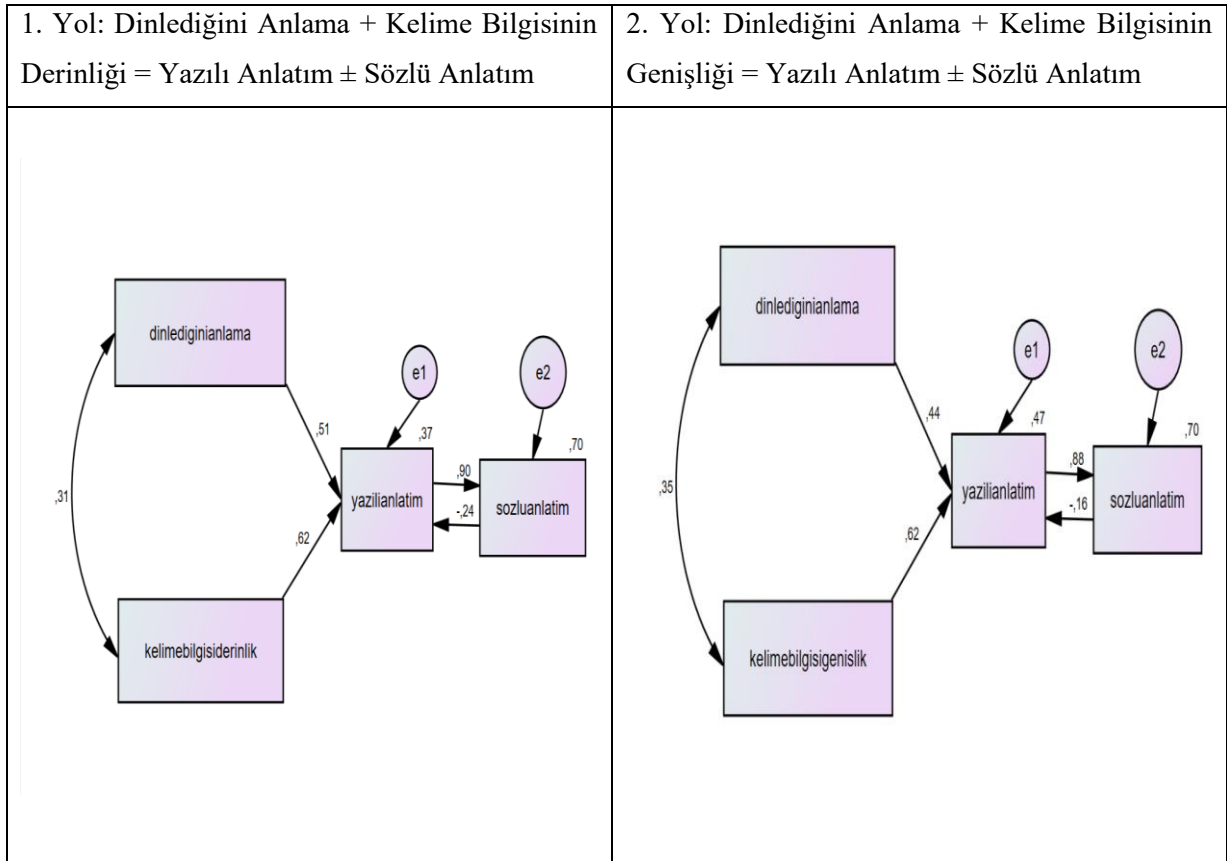 1. Yol: Dinlediğini Anlama + Kelime Bilgisinin
Derinliği = Yazılı Anlatım ± Sözlü Anlatım
2. Yol: Dinlediğini Anlama + Kelime Bilgisinin
Genişliği = Yazılı Anlatım ± Sözlü Anlatım
dinlediginianlama
e1
e2
,51
,37
,70
,90
,31
yazilianlatim
sozluanlatim
-,24
,62
kelimebilgisiderinlik
dinlediginianlama
e1
e2
,44
,47
,70
,88
,35
yazilianlatim
sozluanlatim
-,16
,62
kelimebilgisigenislik